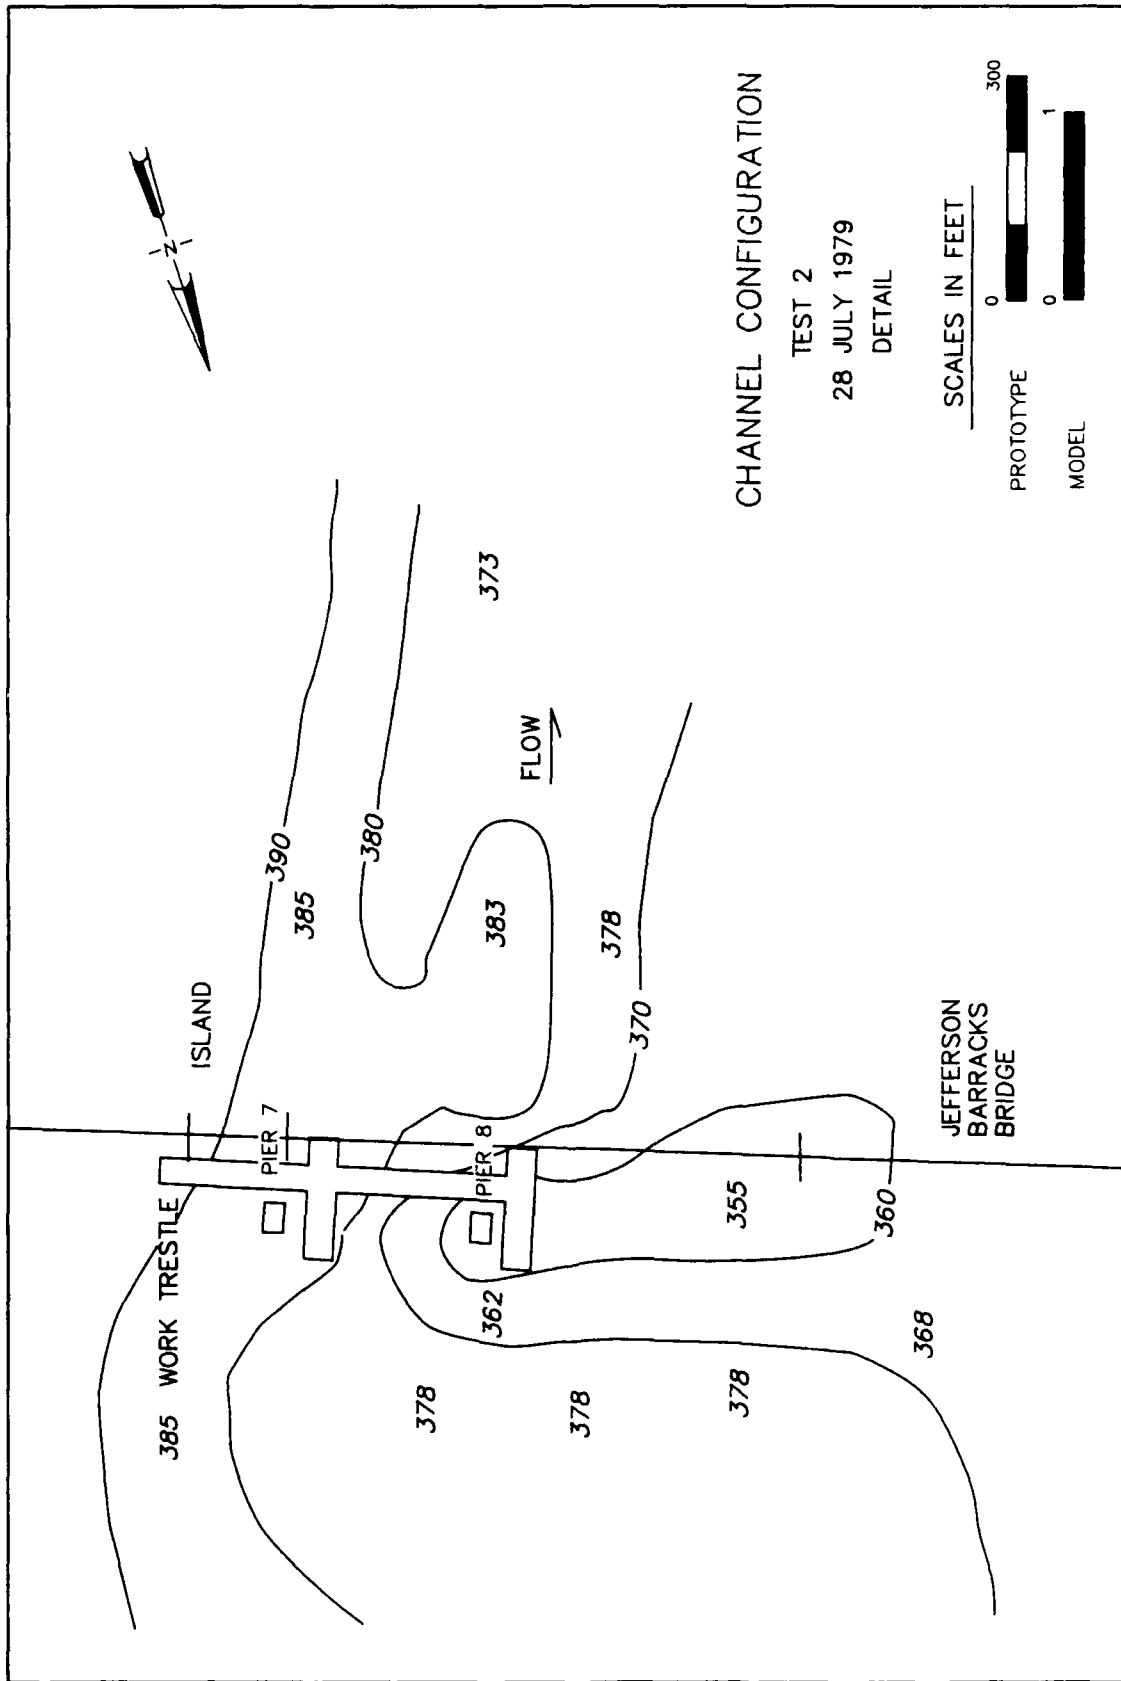 N
390
380
373
385
383
378
370
FLOW
ISLAND
PIER 7
PIER 8
385 WORK TRESTLE
362
355
360
368
378
378
378
JEFFERSON
BARRACKS
BRIDGE
CHANNEL CONFIGURATION
TEST 2
28 JULY 1979
DETAIL
SCALES IN FEET
PROTOTYPE 0 300
MODEL 0 1